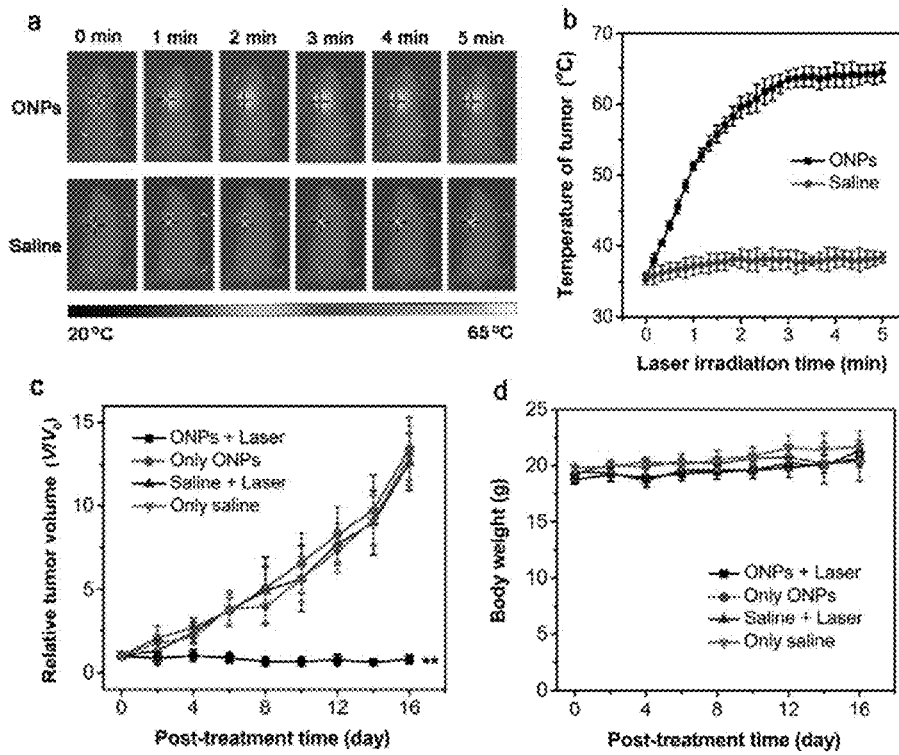 a
0 min 1 min 2 min 3 min 4 min 5 min
ONPs
Saline
20 °C 65 °C
b
Temperature of tumor (°C)
70
60
50
40
30
ONPs
Saline
0 1 2 3 4 5
Laser irradiation time (min)
c
Relative tumor volume (V/V0)
15
10
5
0
ONPs + Laser
Only ONPs
Saline + Laser
Only saline
**
0 4 8 12 16
Post-treatment time (day)
d
Body weight (g)
25
20
15
10
5
0
ONPs + Laser
Only ONPs
Saline + Laser
Only saline
0 4 8 12 16
Post-treatment time (day)